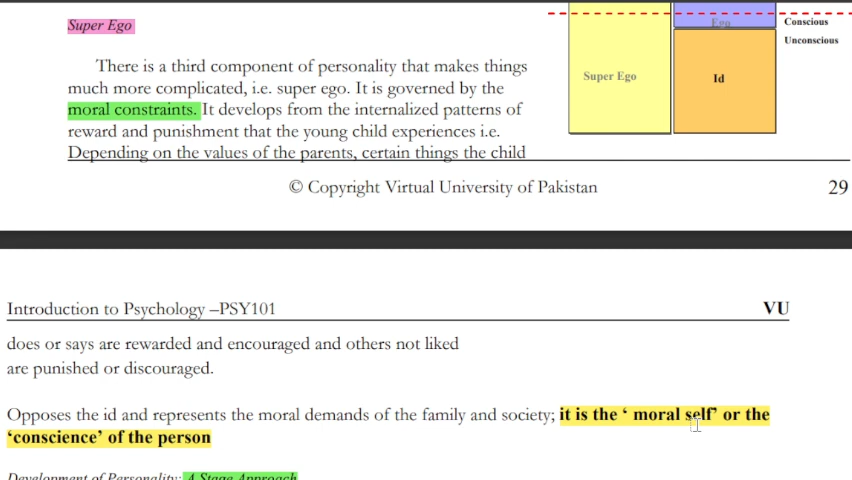 Super Ego
There is a third component of personality that makes things
much more complicated, i.e. super ego. It is governed by the
moral constraints. It develops from the internalized patterns of
reward and punishment that the young child experiences i.e.
Depending on the values of the parents, certain things the child
Ego
Conscious
Unconscious
Super Ego
Id
© Copyright Virtual University of Pakistan
29
Introduction to Psychology –PSY101
VU
does or says are rewarded and encouraged and others not liked
are punished or discouraged.
Opposes the id and represents the moral demands of the family and society; it is the ‘ moral self’ or the
‘conscience’ of the person
Development of Personality: A Stage Approach